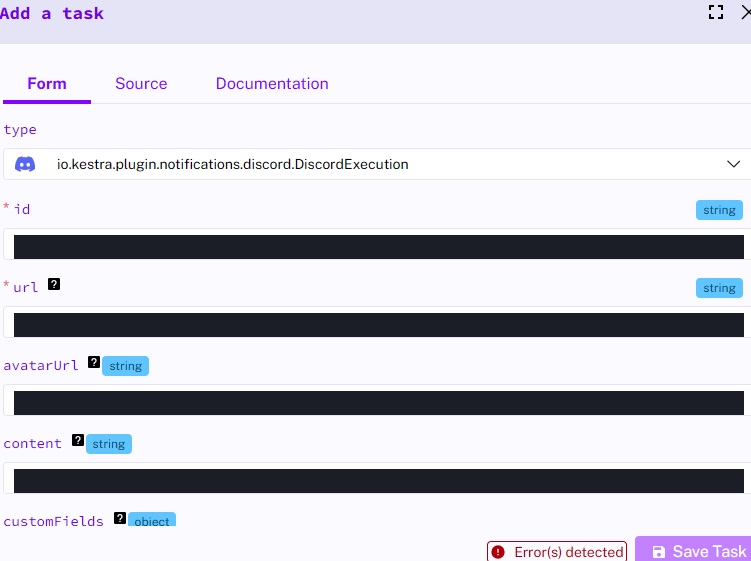 Add a task
Form Source Documentation
type
io.kestra.plugin.notifications.discord.DiscordExecution
* id string
* url ? string
avatarUrl ? string
content ? string
customFields ? object
Error(s) detected Save Task